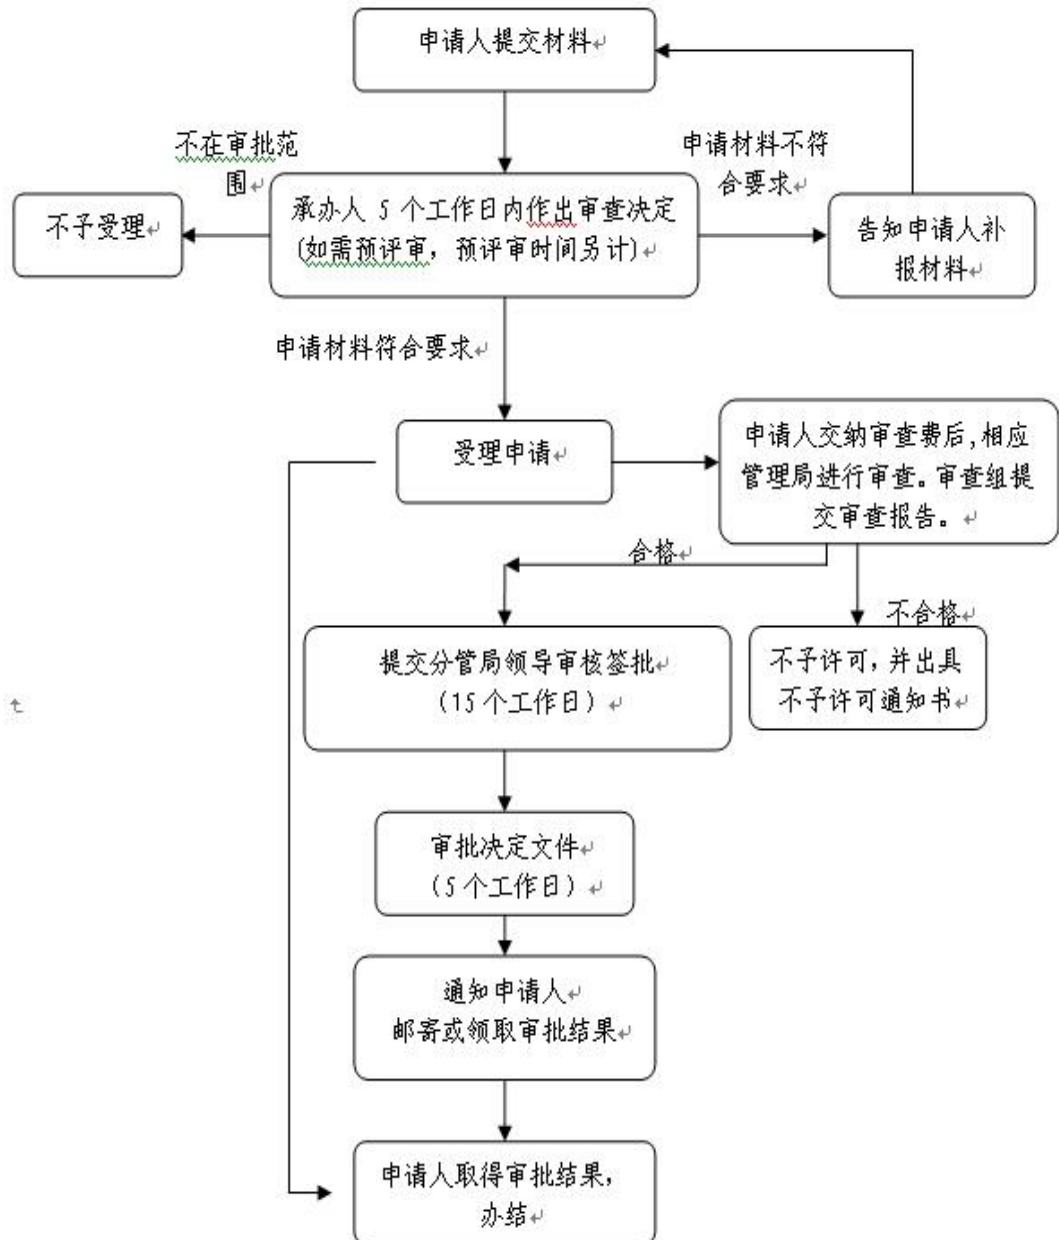 申请人提交材料
不在审批范
围
申请材料不符
合要求
不予受理
承办人 5 个工作日内作出审查决定
(如需预评审，预评审时间另计)
告知申请人补
报材料
申请材料符合要求
受理申请
申请人交纳审查费后,相应
管理局进行审查。审查组提
交审查报告。
合格
不合格
提交分管局领导审核签批
（15 个工作日）
不予许可，并出具
不予许可通知书
审批决定文件
（5 个工作日）
通知申请人
邮寄或领取审批结果
申请人取得审批结果，
办结